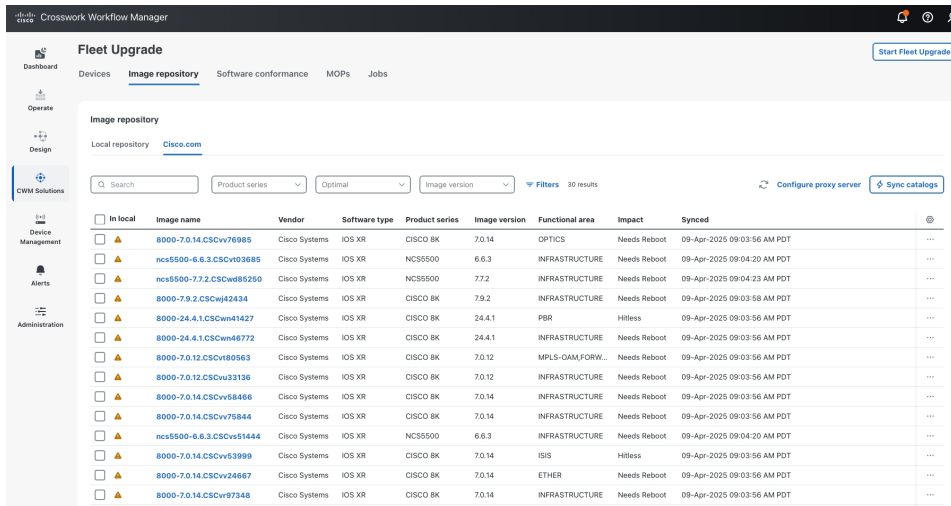 CISCO Crosswork Workflow Manager
Dashboard
Operate
Design
CWM Solutions
Device Management
Alerts
Administration
Fleet Upgrade
Start Fleet Upgrade
Devices Image repository Software conformance MOPs Jobs
Image repository
Local repository Cisco.com
Search Product series Optimal Image version Filters 30 results Configure proxy server Sync catalogs
In local Image name Vendor Software type Product series Image version Functional area Impact Synced
8000-7.0.14.CSCvv76985 Cisco Systems IOS XR CISCO 8K 7.0.14 OPTICS Needs Reboot 09-Apr-2025 09:03:56 AM PDT ...
ncs5500-6.6.3.CSCvt03685 Cisco Systems IOS XR NCS5500 6.6.3 INFRASTRUCTURE Needs Reboot 09-Apr-2025 09:04:20 AM PDT ...
ncs5500-7.7.2.CSCwd85250 Cisco Systems IOS XR NCS5500 7.7.2 INFRASTRUCTURE Needs Reboot 09-Apr-2025 09:04:23 AM PDT ...
8000-7.9.2.CSCwj42434 Cisco Systems IOS XR CISCO 8K 7.9.2 INFRASTRUCTURE Needs Reboot 09-Apr-2025 09:03:58 AM PDT ...
8000-24.4.1.CSCwn41427 Cisco Systems IOS XR CISCO 8K 24.4.1 PBR Hitless 09-Apr-2025 09:03:56 AM PDT ...
8000-24.4.1.CSCwn46772 Cisco Systems IOS XR CISCO 8K 24.4.1 INFRASTRUCTURE Needs Reboot 09-Apr-2025 09:03:56 AM PDT ...
8000-7.0.12.CSCvt80563 Cisco Systems IOS XR CISCO 8K 7.0.12 MPLS-OAM,FORW... Needs Reboot 09-Apr-2025 09:03:56 AM PDT ...
8000-7.0.12.CSCvu33136 Cisco Systems IOS XR CISCO 8K 7.0.12 INFRASTRUCTURE Needs Reboot 09-Apr-2025 09:03:56 AM PDT ...
8000-7.0.14.CSCvv58466 Cisco Systems IOS XR CISCO 8K 7.0.14 INFRASTRUCTURE Needs Reboot 09-Apr-2025 09:03:56 AM PDT ...
8000-7.0.14.CSCvv75844 Cisco Systems IOS XR CISCO 8K 7.0.14 INFRASTRUCTURE Needs Reboot 09-Apr-2025 09:03:56 AM PDT ...
ncs5500-6.6.3.CSCvs51444 Cisco Systems IOS XR NCS5500 6.6.3 INFRASTRUCTURE Needs Reboot 09-Apr-2025 09:04:20 AM PDT ...
8000-7.0.14.CSCvv53999 Cisco Systems IOS XR CISCO 8K 7.0.14 ISIS Hitless 09-Apr-2025 09:03:56 AM PDT ...
8000-7.0.14.CSCvv24667 Cisco Systems IOS XR CISCO 8K 7.0.14 ETHER Needs Reboot 09-Apr-2025 09:03:56 AM PDT ...
8000-7.0.14.CSCvr97348 Cisco Systems IOS XR CISCO 8K 7.0.14 INFRASTRUCTURE Needs Reboot 09-Apr-2025 09:03:56 AM PDT ...